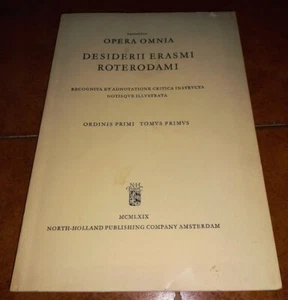 OPERA OMNIA
DESIDERII ERASMI
ROTERODAMI
RECOGNITA ET ADNOTATIONE CRITICA INSTRVCTA
NOTISQVE ILLVSTRATA
ORDINIS PRIMI TOMVS PRIMVS
MCMLXIX
NORTH-HOLLAND PUBLISHING COMPANY AMSTERDAM